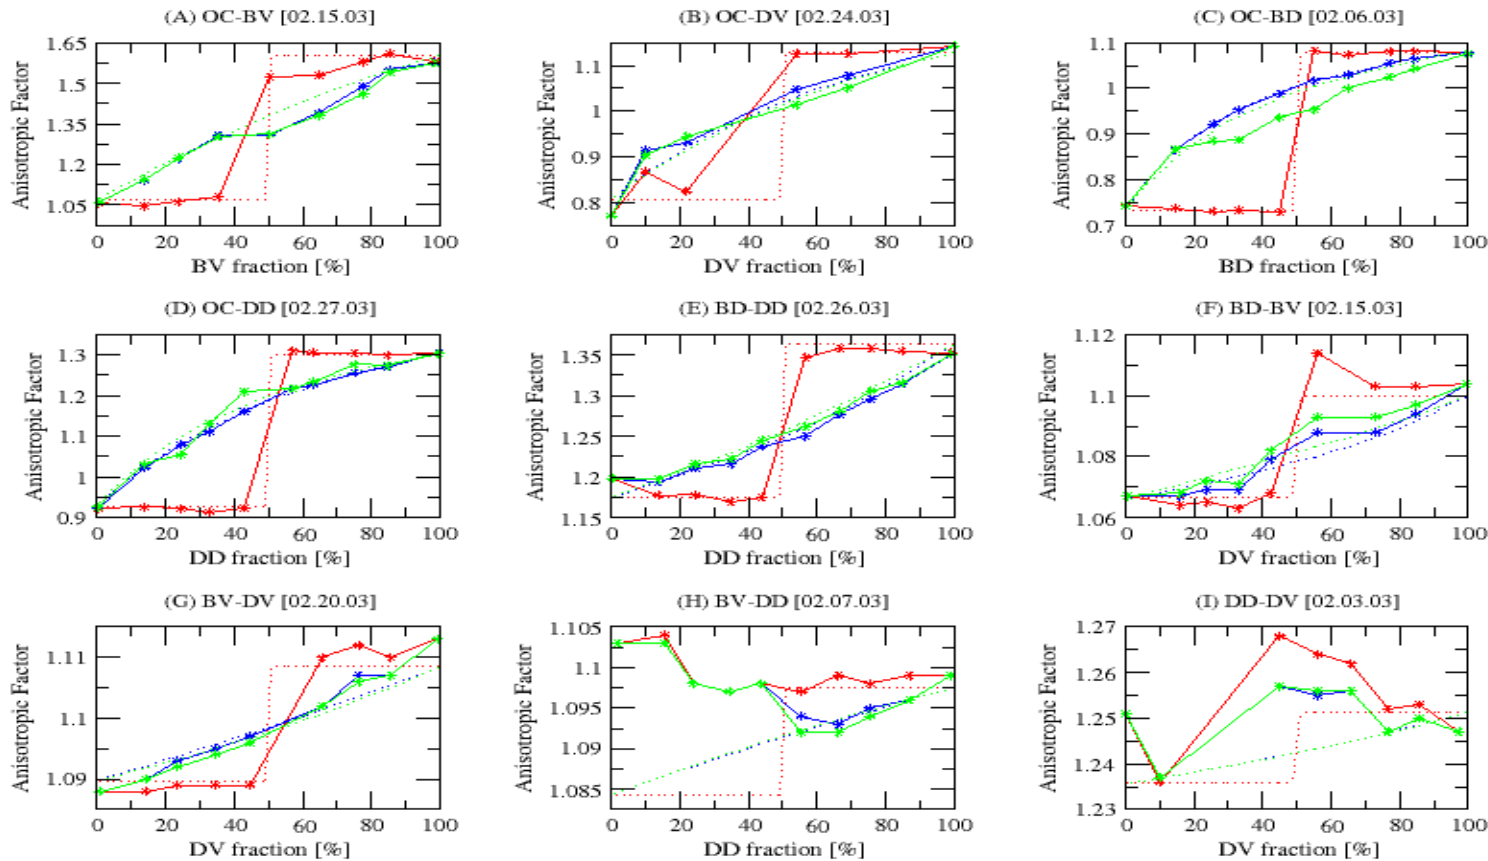 (A) OC-BV [02.15.03]
Anisotropic Factor
1.65
1.5
1.35
1.2
1.05
0 20 40 60 80 100
BV fraction [%]
(B) OC-DV [02.24.03]
Anisotropic Factor
1.1
1
0.9
0.8
0 20 40 60 80 100
DV fraction [%]
(C) OC-BD [02.06.03]
Anisotropic Factor
1.1
1
0.9
0.8
0.7
0 20 40 60 80 100
BD fraction [%]
(D) OC-DD [02.27.03]
Anisotropic Factor
1.3
1.2
1.1
1
0.9
0 20 40 60 80 100
DD fraction [%]
(E) BD-DD [02.26.03]
Anisotropic Factor
1.35
1.3
1.25
1.2
1.15
0 20 40 60 80 100
DD fraction [%]
(F) BD-BV [02.15.03]
Anisotropic Factor
1.12
1.1
1.08
1.06
0 20 40 60 80 100
DV fraction [%]
(G) BV-DV [02.20.03]
Anisotropic Factor
1.11
1.1
1.09
0 20 40 60 80 100
DV fraction [%]
(H) BV-DD [02.07.03]
Anisotropic Factor
1.105
1.1
1.095
1.09
1.085
0 20 40 60 80 100
DD fraction [%]
(I) DD-DV [02.03.03]
Anisotropic Factor
1.27
1.26
1.25
1.24
1.23
0 20 40 60 80 100
DV fraction [%]